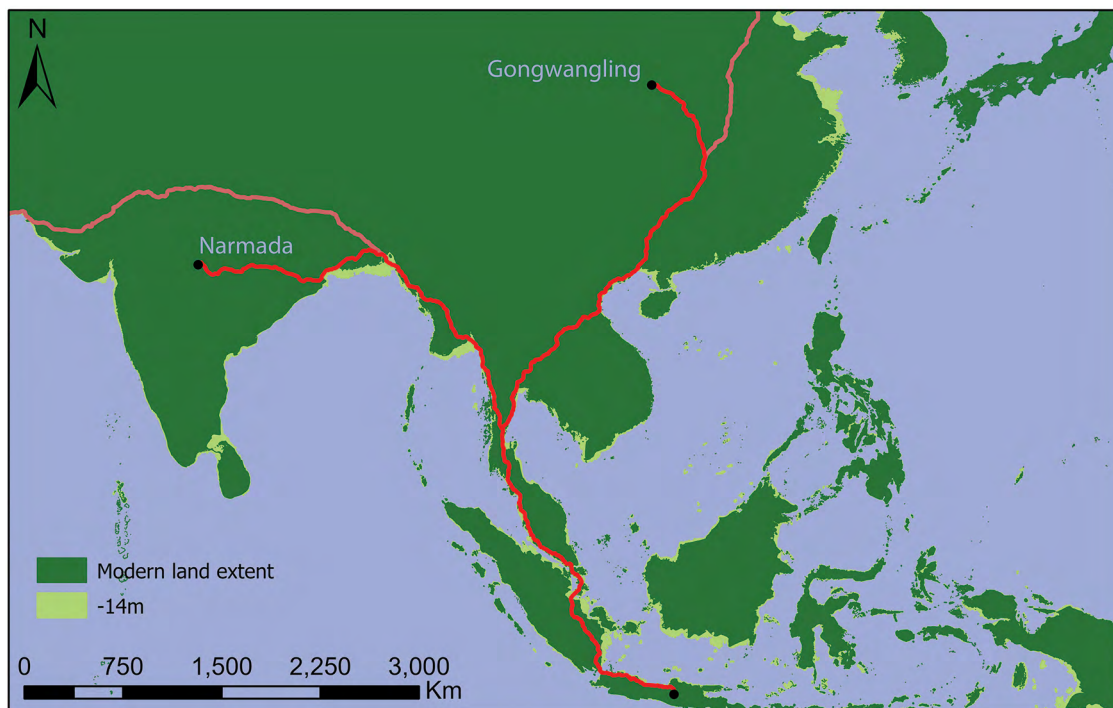 N
Gongwangling
Narmada
Modern land extent
-14m
0 750 1,500 2,250 3,000
Km